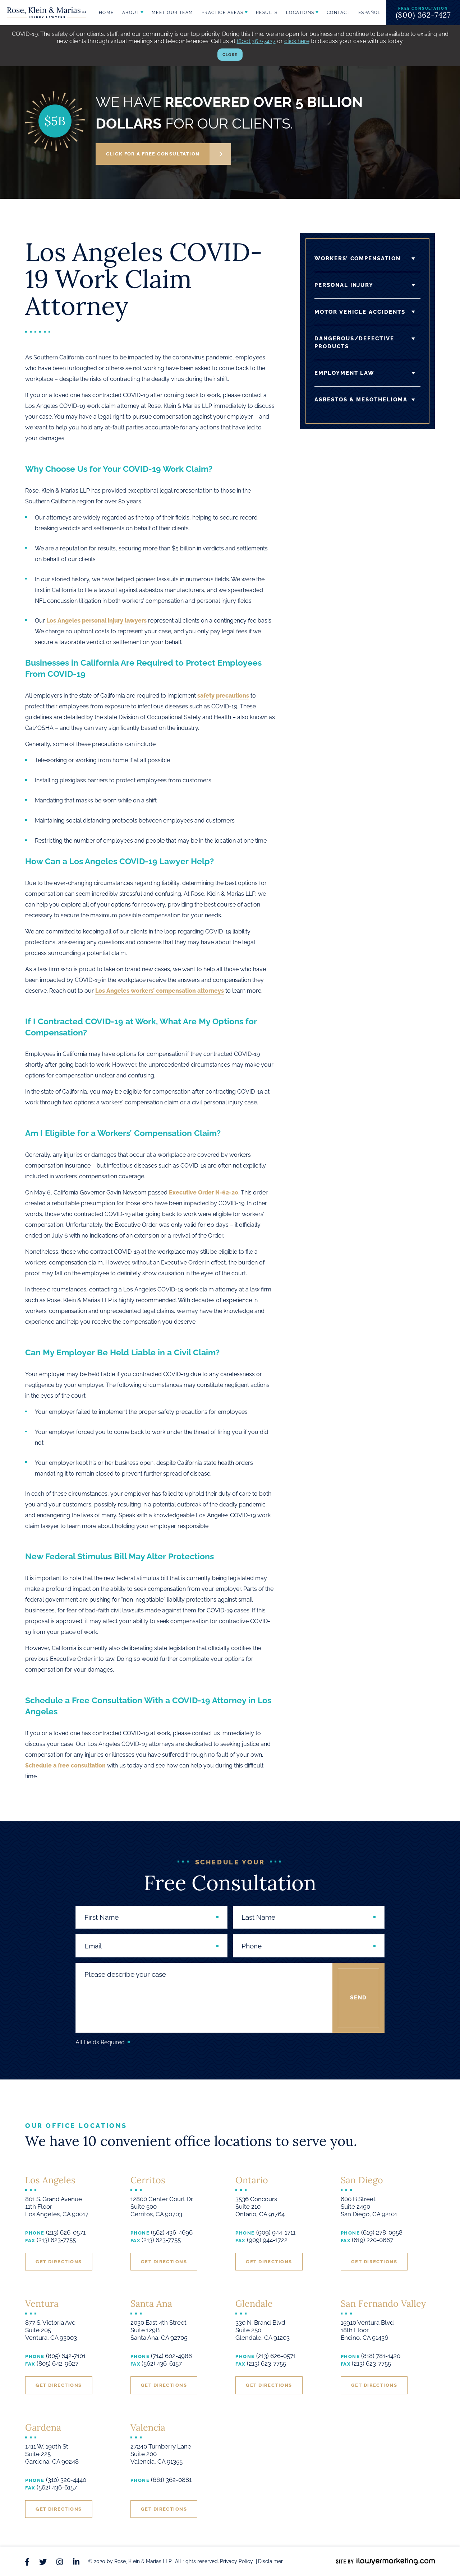 Rose, Klein & Marias LLP
INJURY LAWYERS
HOME ABOUT MEET OUR TEAM PRACTICE AREAS RESULTS LOCATIONS CONTACT ESPAÑOL
FREE CONSULTATION
(800) 362-7427
COVID-19: The safety of our clients, staff, and our community is our top priority. During this time, we are open for business and continue to be available to existing and
new clients through virtual meetings and teleconferences. Call us at (800) 362-7427 or click here to discuss your case with us today.
CLOSE
$5B
WE HAVE RECOVERED OVER 5 BILLION
DOLLARS FOR OUR CLIENTS.
CLICK FOR A FREE CONSULTATION
Los Angeles COVID-
19 Work Claim
Attorney
WORKERS' COMPENSATION
PERSONAL INJURY
MOTOR VEHICLE ACCIDENTS
DANGEROUS/DEFECTIVE
PRODUCTS
EMPLOYMENT LAW
ASBESTOS & MESOTHELIOMA
As Southern California continues to be impacted by the coronavirus pandemic, employees
who have been furloughed or otherwise not working have been asked to come back to the
workplace – despite the risks of contracting the deadly virus during their shift.
If you or a loved one has contracted COVID-19 after coming back to work, please contact a
Los Angeles COVID-19 work claim attorney at Rose, Klein & Marias LLP immediately to discuss
your case. You may have a legal right to pursue compensation against your employer – and
we want to help you hold any at-fault parties accountable for any actions that have led to
your damages.
Why Choose Us for Your COVID-19 Work Claim?
Rose, Klein & Marias LLP has provided exceptional legal representation to those in the
Southern California region for over 80 years.
Our attorneys are widely regarded as the top of their fields, helping to secure record-
breaking verdicts and settlements on behalf of their clients.
We are a reputation for results, securing more than $5 billion in verdicts and settlements
on behalf of our clients.
In our storied history, we have helped pioneer lawsuits in numerous fields. We were the
first in California to file a lawsuit against asbestos manufacturers, and we spearheaded
NFL concussion litigation in both workers' compensation and personal injury fields.
Our Los Angeles personal injury lawyers represent all clients on a contingency fee basis
We charge no upfront costs to represent your case, and you only pay legal fees if we
secure a favorable verdict or settlement on your behalf.
Businesses in California Are Required to Protect Employees
From COVID-19
All employers in the state of California are required to implement safety precautions to
protect their employees from exposure to infectious diseases such as COVID-19. These
guidelines are detailed by the state Division of Occupational Safety and Health – also known as
Cal/OSHA – and they can vary significantly based on the industry.
Generally, some of these precautions can include:
Teleworking or working from home if at all possible
Installing plexiglass barriers to protect employees from customers
Mandating that masks be worn while on a shift
Maintaining social distancing protocols between employees and customers
Restricting the number of employees and people that may be in the location at one time
How Can a Los Angeles COVID-19 Lawyer Help?
Due to the ever-changing circumstances regarding liability, determining the best options for
compensation can seem incredibly stressful and confusing. At Rose, Klein & Marias LLP, we
can help you explore all of your options for recovery, providing the best course of action
necessary to secure the maximum possible compensation for your needs.
We are committed to keeping all of our clients in the loop regarding COVID-19 liability
protections, answering any questions and concerns that they may have about the legal
process surrounding a potential claim.
As a law firm who is proud to take on brand new cases, we want to help all those who have
been impacted by COVID-19 in the workplace receive the answers and compensation they
deserve. Reach out to our Los Angeles workers' compensation attorneys to learn more.
If I Contracted COVID-19 at Work, What Are My Options for
Compensation?
Employees in California may have options for compensation if they contracted COVID-19
shortly after going back to work. However, the unprecedented circumstances may make your
options for compensation unclear and confusing.
In the state of California, you may be eligible for compensation after contracting COVID-19 at
work through two options: a workers' compensation claim or a civil personal injury case.
Am I Eligible for a Workers' Compensation Claim?
Generally, any injuries or damages that occur at a workplace are covered by workers'
compensation insurance – but infectious diseases such as COVID-19 are often not explicitly
included in workers' compensation coverage.
On May 6, California Governor Gavin Newsom passed Executive Order N-62-20. This order
created a rebuttable presumption for those who have been impacted by COVID-19. In other
words, those who contracted COVID-19 after going back to work were eligible for workers'
compensation. Unfortunately, the Executive Order was only valid for 60 days – it officially
ended on July 6 with no indications of an extension or a revival of the Order.
Nonetheless, those who contract COVID-19 at the workplace may still be eligible to file a
workers' compensation claim. However, without an Executive Order in effect, the burden of
proof may fall on the employee to definitely show causation in the eyes of the court.
In these circumstances, contacting a Los Angeles COVID-19 work claim attorney at a law firm
such as Rose, Klein & Marias LLP is highly recommended. With decades of experience in
workers' compensation and unprecedented legal claims, we may have the knowledge and
experience and help you receive the compensation you deserve.
Can My Employer Be Held Liable in a Civil Claim?
Your employer may be held liable if you contracted COVID-19 due to any carelessness or
negligence by your employer. The following circumstances may constitute negligent actions
in the eyes of the court:
Your employer failed to implement the proper safety precautions for employees.
Your employer forced you to come back to work under the threat of firing you if you did
not.
Your employer kept his or her business open, despite California state health orders
mandating it to remain closed to prevent further spread of disease.
In each of these circumstances, your employer has failed to uphold their duty of care to both
you and your customers, possibly resulting in a potential outbreak of the deadly pandemic
and endangering the lives of many. Speak with a knowledgeable Los Angeles COVID-19 work
claim lawyer to learn more about holding your employer responsible.
New Federal Stimulus Bill May Alter Protections
It is important to note that the new federal stimulus bill that is currently being legislated may
make a profound impact on the ability to seek compensation from your employer. Parts of the
federal government are pushing for "non-negotiable" liability protections against small
businesses, for fear of bad-faith civil lawsuits made against them for COVID-19 cases. If this
proposal is approved, it may affect your ability to seek compensation for contractive COVID-
19 from your place of work.
However, California is currently also deliberating state legislation that officially codifies the
previous Executive Order into law. Doing so would further complicate your options for
compensation for your damages.
Schedule a Free Consultation With a COVID-19 Attorney in Los
Angeles
If you or a loved one has contracted COVID-19 at work, please contact us immediately to
discuss your case. Our Los Angeles COVID-19 attorneys are dedicated to seeking justice and
compensation for any injuries or illnesses you have suffered through no fault of your own.
Schedule a free consultation with us today and see how can help you during this difficult
time.
SCHEDULE YOUR
Free Consultation
First Name
Last Name
Email
Phone
Please describe your case
SEND
All Fields Required
OUR OFFICE LOCATIONS
We have 10 convenient office locations to serve you.
Los Angeles
801 S. Grand Avenue
11th Floor
Los Angeles, CA 90017
PHONE (213) 626-0571
FAX (213) 623-7755
GET DIRECTIONS
Cerritos
12800 Center Court Dr.
Suite 500
Cerritos, CA 90703
PHONE (562) 436-4696
FAX (213) 623-7755
GET DIRECTIONS
Ontario
3536 Concours
Suite 210
Ontario, CA 91764
PHONE (909) 944-1711
FAX (909) 944-1722
GET DIRECTIONS
San Diego
600 B Street
Suite 2490
San Diego, CA 92101
PHONE (619) 278-0958
FAX (619) 220-0667
GET DIRECTIONS
Ventura
877 S. Victoria Ave
Suite 205
Ventura, CA 93003
PHONE (805) 642-7101
FAX (805) 642-9627
GET DIRECTIONS
Santa Ana
2030 East 4th Street
Suite 129B
Santa Ana, CA 92705
PHONE (714) 602-4986
FAX (562) 436-6157
GET DIRECTIONS
Glendale
330 N. Brand Blvd
Suite 250
Glendale, CA 91203
PHONE (213) 626-0571
FAX (213) 623-7755
GET DIRECTIONS
San Fernando Valley
15910 Ventura Blvd
18th Floor
Encino, CA 91436
PHONE (818) 781-1420
FAX (213) 623-7755
GET DIRECTIONS
Gardena
1411 W. 190th St
Suite 225
Gardena, CA 90248
PHONE (310) 320-4440
FAX (562) 436-6157
GET DIRECTIONS
Valencia
27240 Turnberry Lane
Suite 200
Valencia, CA 91355
PHONE (661) 362-0881
GET DIRECTIONS
© 2020 by Rose, Klein & Marias LLP. All rights reserved. Privacy Policy | Disclaimer
SITE BY ilawyermarketing.com